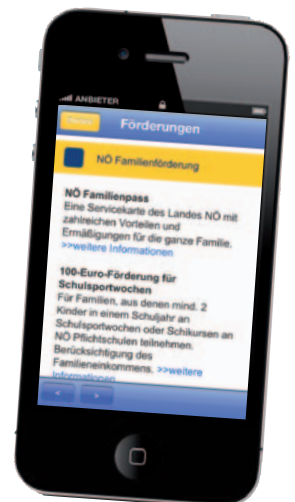 ANBIETER
Förderungen
NÖ Familienförderung
NÖ Familienpass
Eine Servicekarte des Landes NÖ mit
zahlreichen Vorteilen und
Ermäßigungen für die ganze Familie.
>>weitere Informationen
100-Euro-Förderung für
Schulsportwochen
Für Familien, aus denen mind. 2
Kinder in einem Schuljahr an
Schulsportwochen oder Schikursen an
NÖ Pflichtschulen teilnehmen.
Berücksichtigung des
Familieneinkommens. >>weitere
Informationen
< >